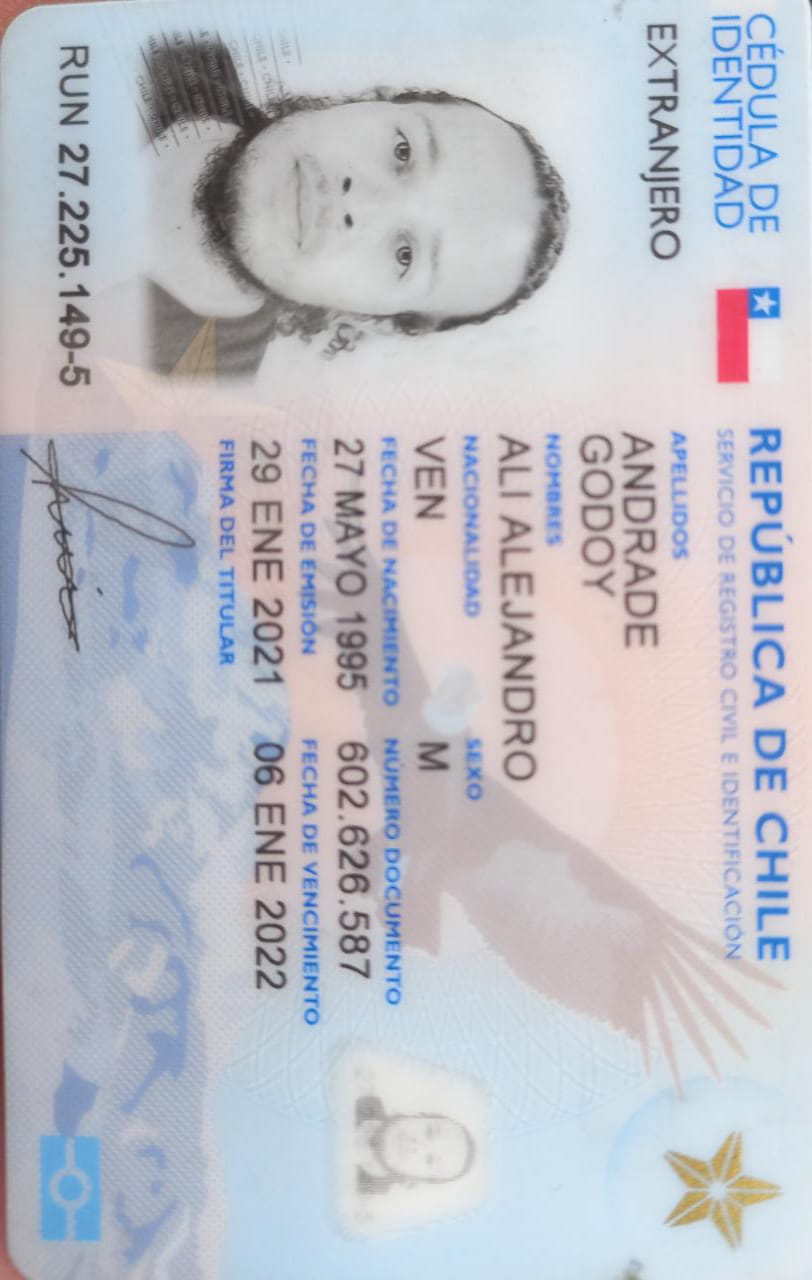 CÉDULA DE
IDENTIDAD
EXTRANJERO
REPÚBLICA DE CHILE
SERVICIO DE REGISTRO CIVIL E IDENTIFICACIÓN
APELLIDOS
ANDRADE
GODOY
NOMBRES
ALI ALEJANDRO
NACIONALIDAD SEXO
VEN M
FECHA DE NACIMIENTO NÚMERO DOCUMENTO
27 MAYO 1995 602.626.587
FECHA DE EMISIÓN FECHA DE VENCIMIENTO
29 ENE 2021 06 ENE 2022
FIRMA DEL TITULAR
RUN 27.225.149-5